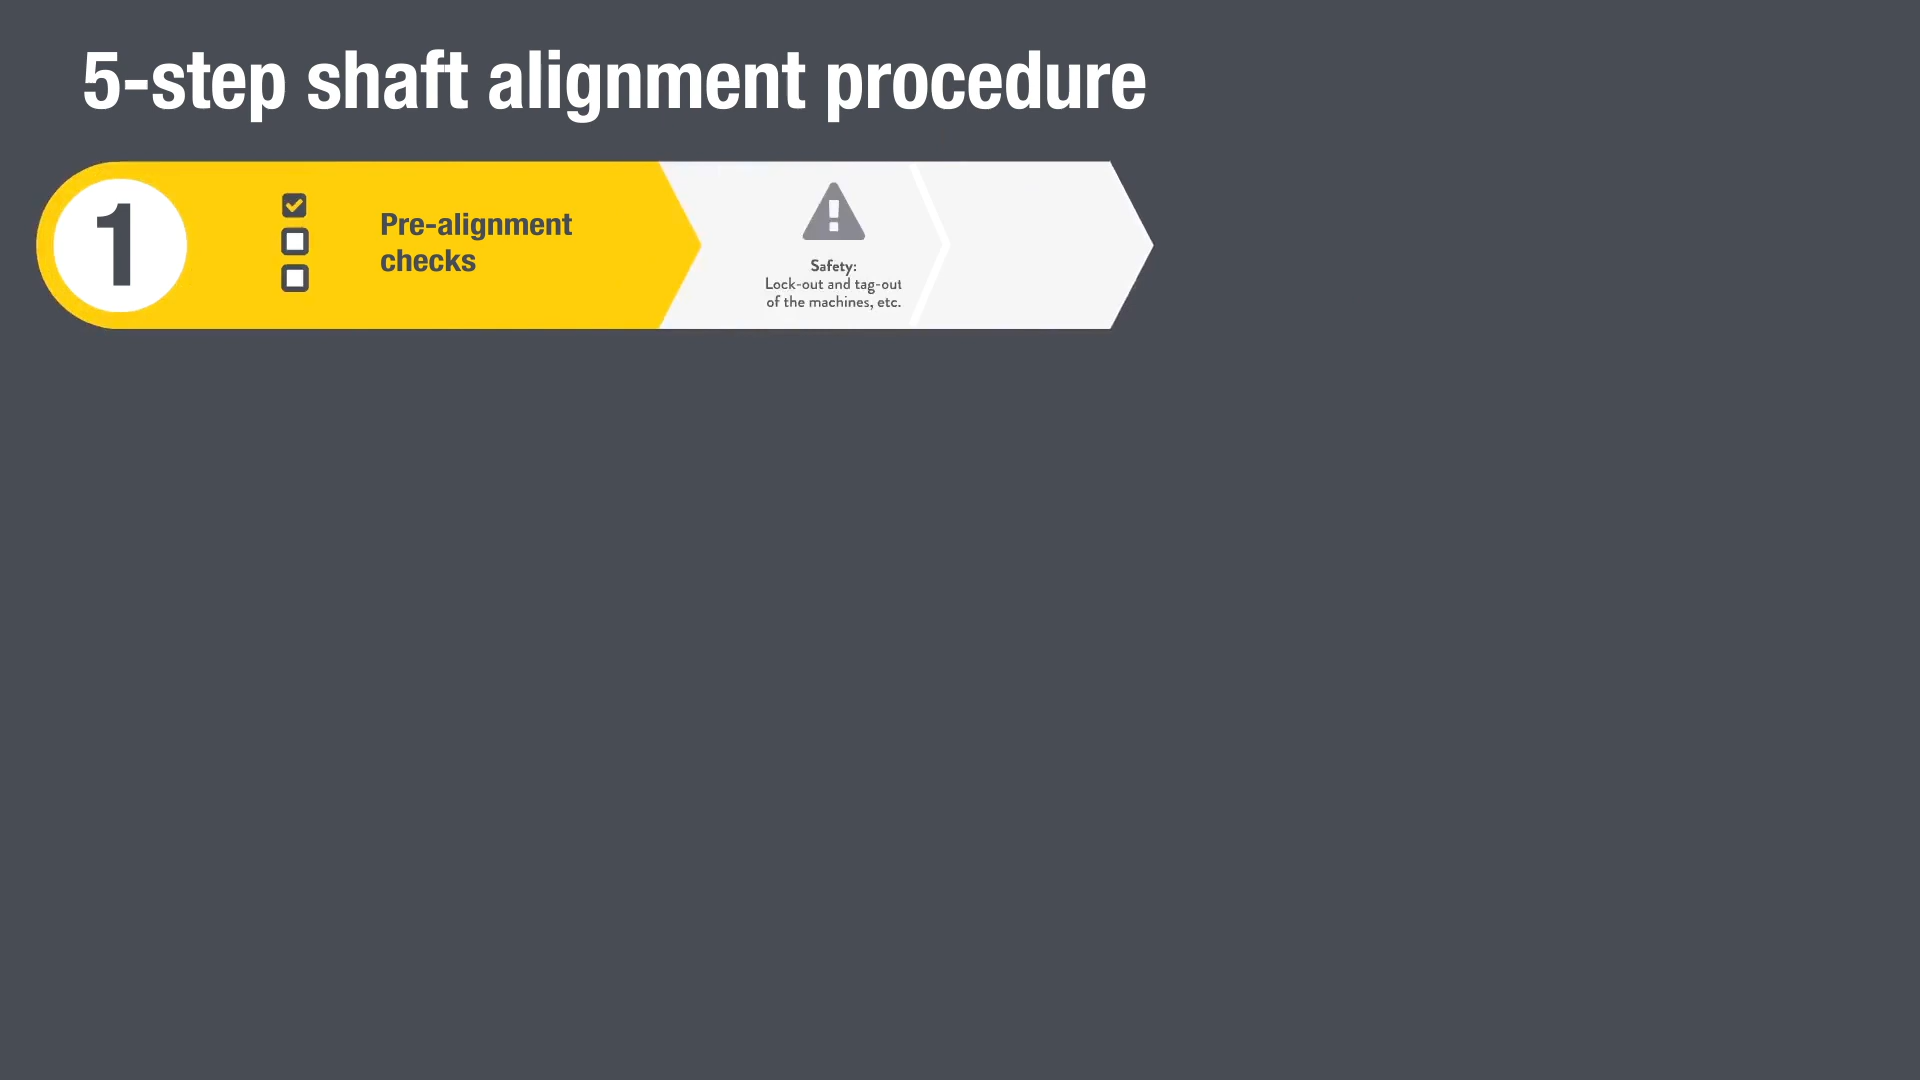 5-step shaft alignment procedure
1
Pre-alignment
checks
Safety:
Lock-out and tag-out
of the machines, etc.